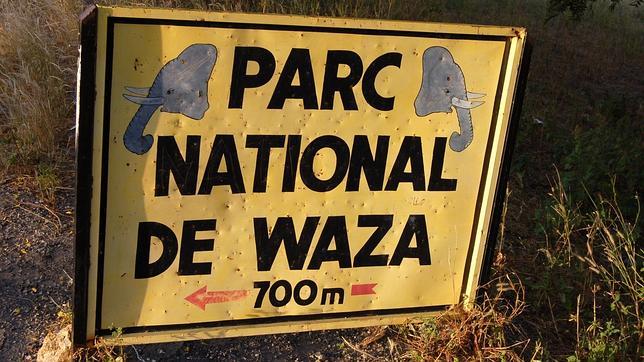 PARC
NATIONAL
DE WAZA
700m